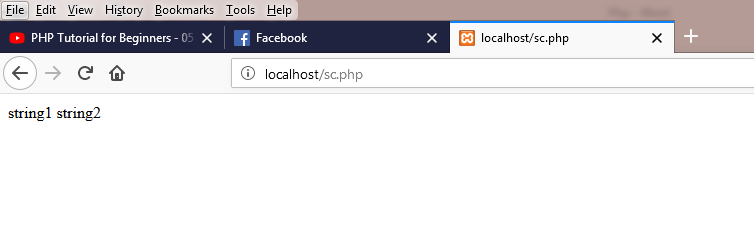 File Edit View History Bookmarks Tools Help
PHP Tutorial for Beginners - 05
Facebook
localhost/sc.php
localhost/sc.php
string1 string2